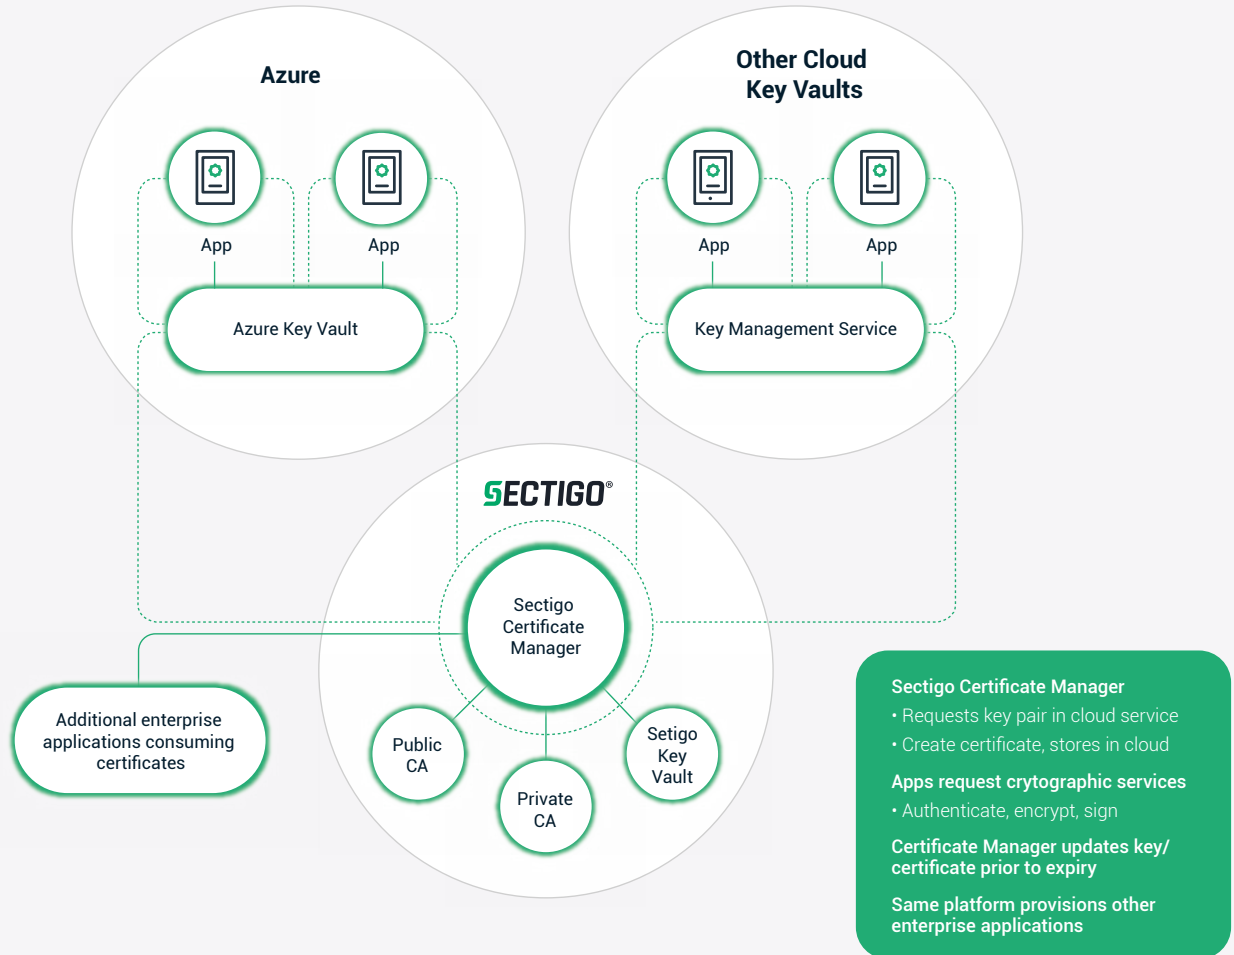 Azure
Other Cloud
Key Vaults
App
App
App
App
Azure Key Vault
Key Management Service
SECTIGO®
Sectigo
Certificate
Manager
Additional enterprise
applications consuming
certificates
Public
CA
Private
CA
Setigo
Key
Vault
Sectigo Certificate Manager
• Requests key pair in cloud service
• Create certificate, stores in cloud
Apps request crytographic services
• Authenticate, encrypt, sign
Certificate Manager updates key/
certificate prior to expiry
Same platform provisions other
enterprise applications